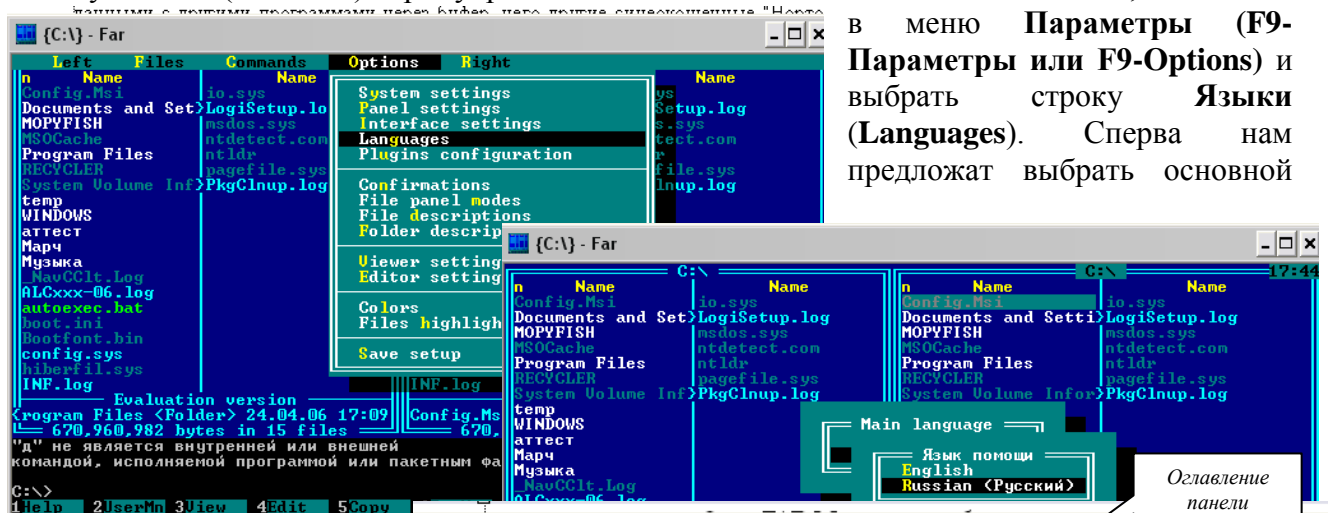 в меню Параметры (F9-
Параметры или F9-Options) и
выбрать строку Языки
(Languages). Сперва нам
предложат выбрать основной
{C:\} - Far
Left Files Commands Options Right
n Name Name Name
Config.Msi io.sys ys
Documents and Set}LogiSetup.lo etup.log
MOPYFISH msdos.sys s.sys
MSOCache ntdetect.com tect.com
Program Files ntldr r
RECYCLER pagefile.sys file.sys
System Volume Inf}PkgClnup.log lnup.log
temp
WINDOWS
аттест
Марч
Музыка
_NavCClt.Log
ALCxxx-06.log
autoexec.bat
boot.ini
Bootfont.bin
config.sys
hiberfil.sys
INF.log INF.log
System settings
Panel settings
Interface settings
Languages
Plugins configuration
Confirmations
File panel modes
File descriptions
Folder descrip
Viewer setting
Editor setting
Colors
Files highligh
Save setup
Evaluation version
{rogram Files <Folder> 24.04.06 17:09 Config.Ms
670,960,982 bytes in 15 files 670,
"д" не является внутренней или внешней
командой, исполняемой программой или пакетным фа
C:\>
1Help 2UserMn 3View 4Edit 5Copy
{C:\} - Far
C:\ C:\ 17:44
n Name Name n Name Name
Config.Msi io.sys Config.Msi io.sys
Documents and Set}LogiSetup.log Documents and Setti}LogiSetup.log
MOPYFISH msdos.sys MOPYFISH msdos.sys
MSOCache ntdetect.com MSOCache ntdetect.com
Program Files ntldr Program Files ntldr
RECYCLER pagefile.sys RECYCLER pagefile.sys
System Volume Inf}PkgClnup.log System Volume Infor}PkgClnup.log
temp
WINDOWS
аттест
Марч
Музыка
_NavCClt.Log
ALCxxx-06.log
Main language
Язык помощи
English
Russian (Русский)
Оглавление
панели